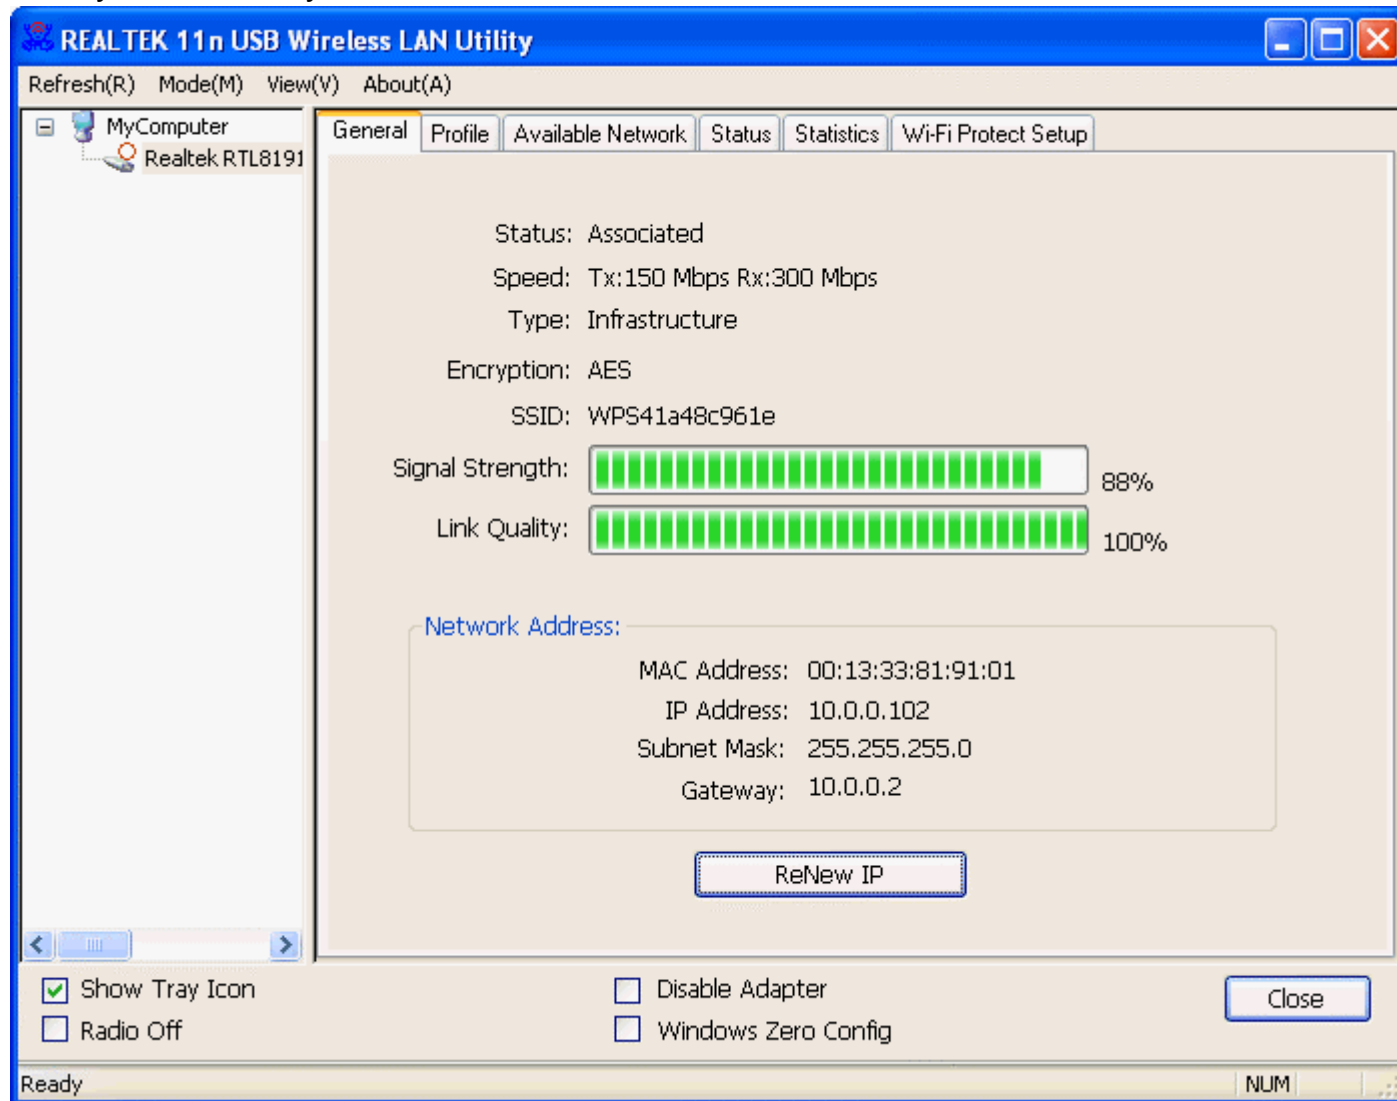 REALTEK 11n USB Wireless LAN Utility
Refresh(R) Mode(M) View(V) About(A)
MyComputer
Realtek RTL8191
General Profile Available Network Status Statistics Wi-Fi Protect Setup
Status: Associated
Speed: Tx:150 Mbps Rx:300 Mbps
Type: Infrastructure
Encryption: AES
SSID: WPS41a48c961e
Signal Strength: 88%
Link Quality: 100%
Network Address:
MAC Address: 00:13:33:81:91:01
IP Address: 10.0.0.102
Subnet Mask: 255.255.255.0
Gateway: 10.0.0.2
ReNew IP
Show Tray Icon Disable Adapter
Close
Radio Off Windows Zero Config
Ready NUM